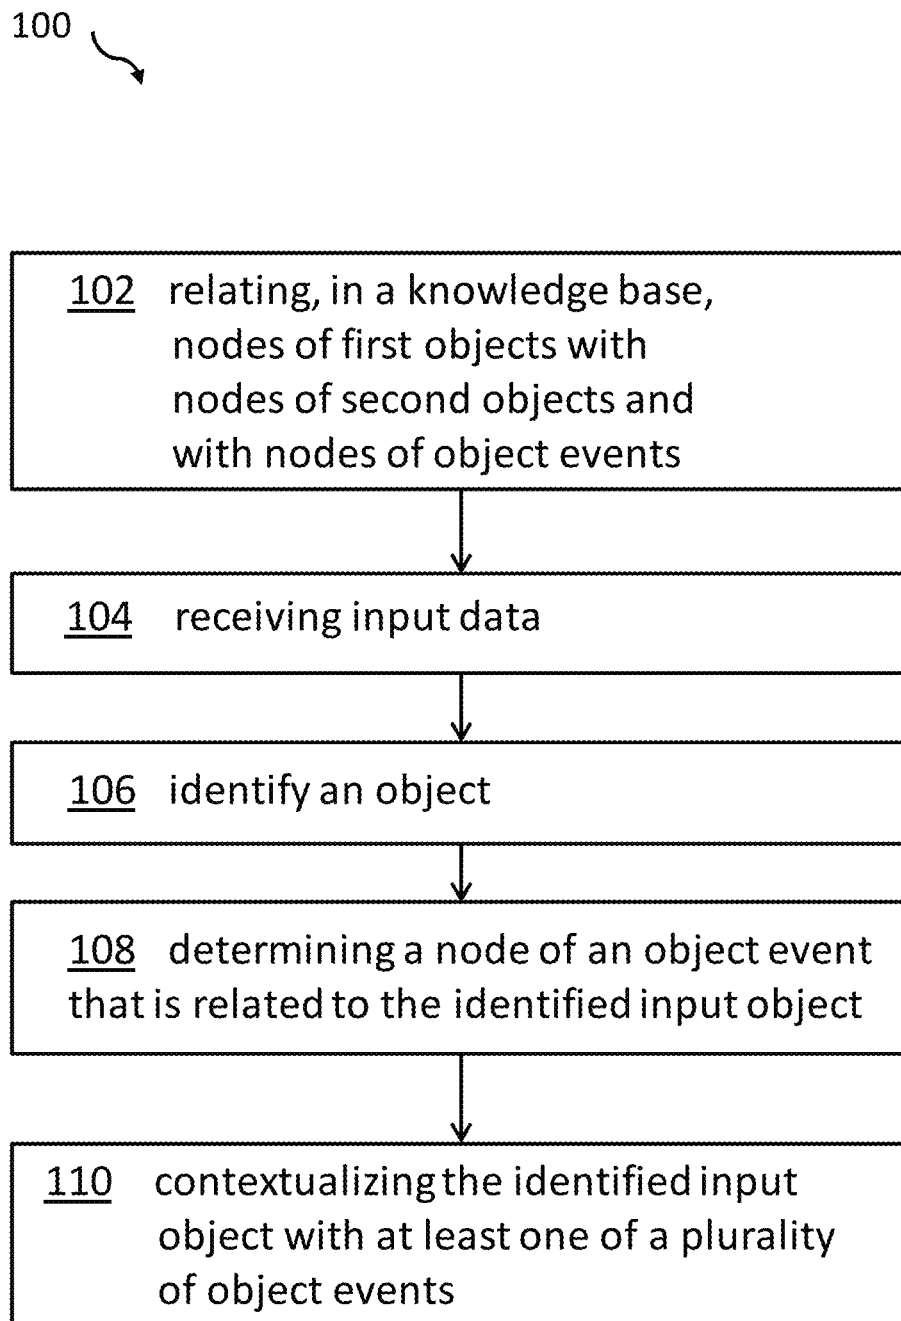 100
102 relating, in a knowledge base,
nodes of first objects with
nodes of second objects and
with nodes of object events
104 receiving input data
106 identify an object
108 determining a node of an object event
that is related to the identified input object
110 contextualizing the identified input
object with at least one of a plurality
of object events